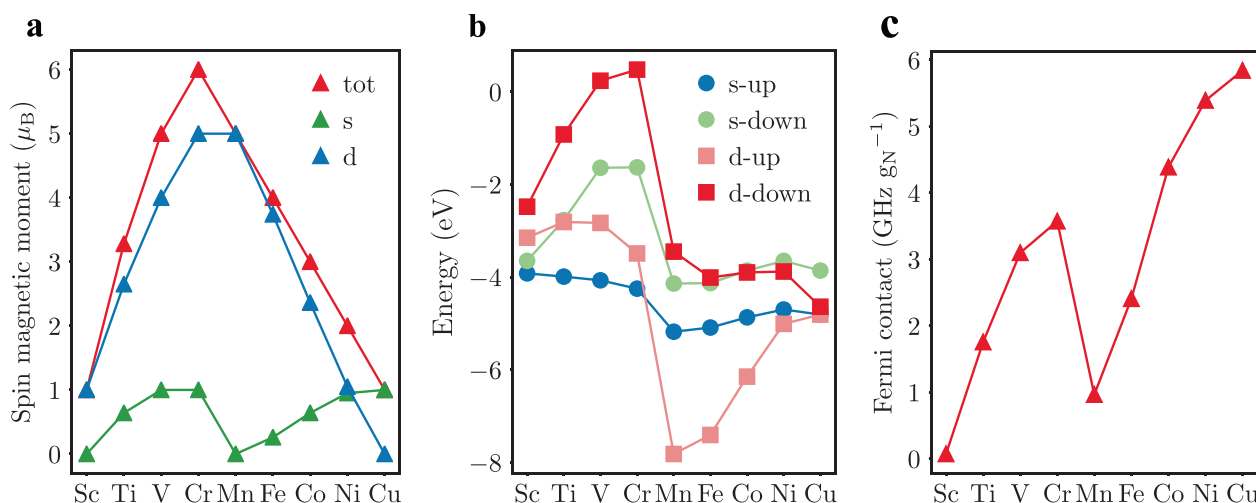 a
Spin magnetic moment (μB)
6
5
4
3
2
1
0
tot
s
d
Sc Ti V Cr Mn Fe Co Ni Cu
b
Energy (eV)
0
−2
−4
−6
−8
s-up
s-down
d-up
d-down
Sc Ti V Cr Mn Fe Co Ni Cu
c
Fermi contact (GHz gN⁻¹)
6
5
4
3
2
1
0
Sc Ti V Cr Mn Fe Co Ni Cu